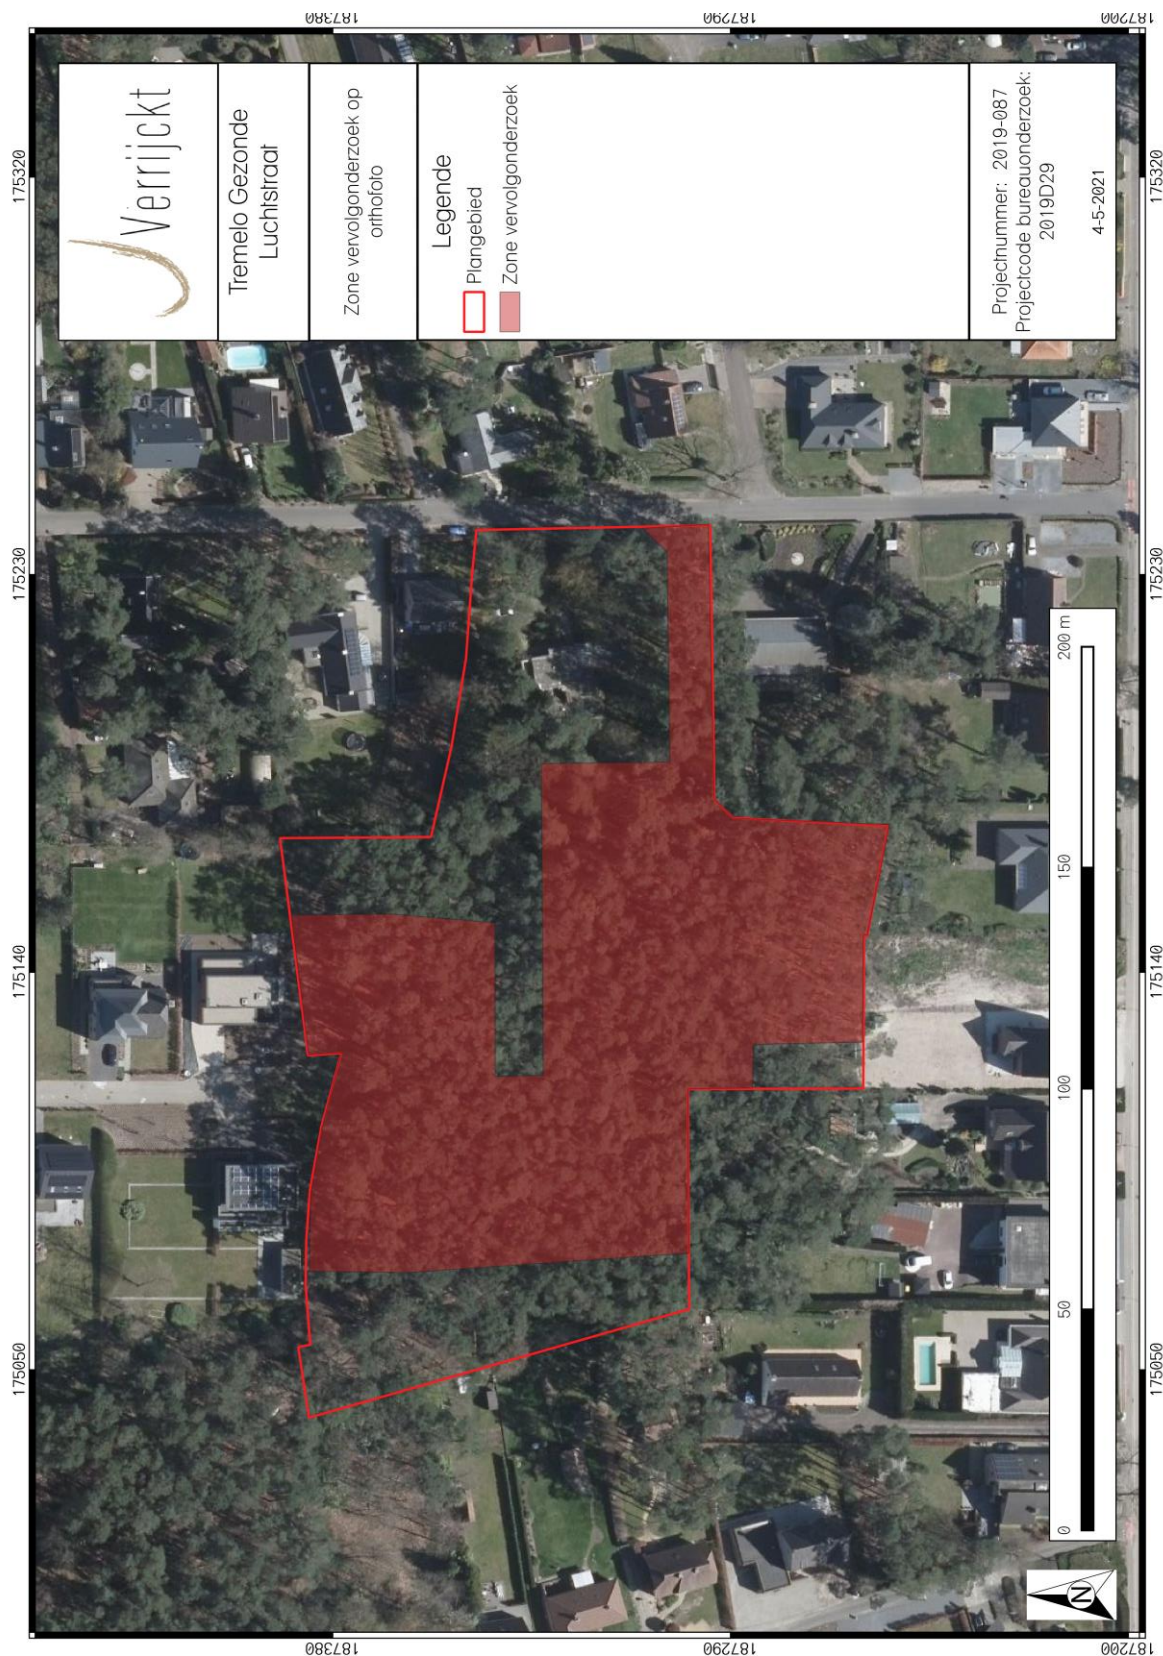 Verrijckt
Tremelo Gezonde
Luchtstraat
Zone vervolgonderzoek op
orthofoto
Legende
Plangebied
Zone vervolgonderzoek
Projectnummer: 2019-087
Projectcode bureauonderzoek:
2019D29
4-5-2021
175050
175140
175230
175320
187380
187290
187200
187380
187290
187200
175050
175140
175230
175320
0
50
100
150
200 m
N